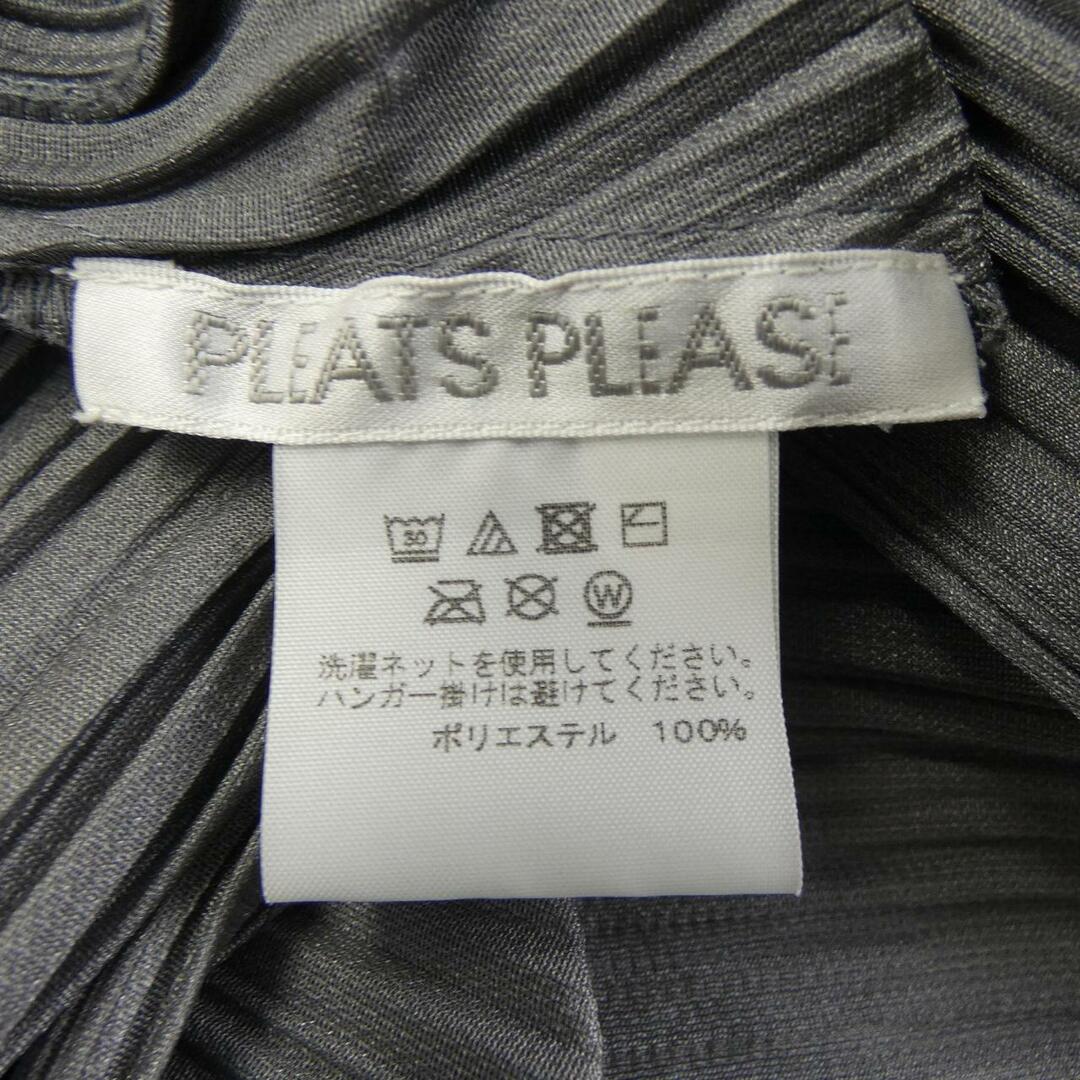 PLEATS PLEASE
30
W
洗濯ネットを使用してください。
ハンガー掛けは避けてください。
ポリエステル 100%